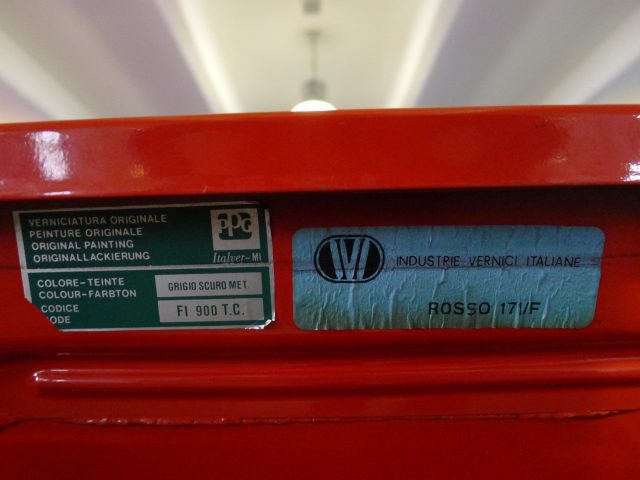 VERNICIATURA ORIGINALE
PEINTURE ORIGINALE
ORIGINAL PAINTING
ORIGINALLACKIERUNG
PPG
Italver-MI
COLORE-TEINTE
COLOUR-FARBTON
GRIGIO SCURO MET.
CODICE
ODE
FI 900 T.C.
IVI INDUSTRIE VERNICI ITALIANE
ROSSO 171/F